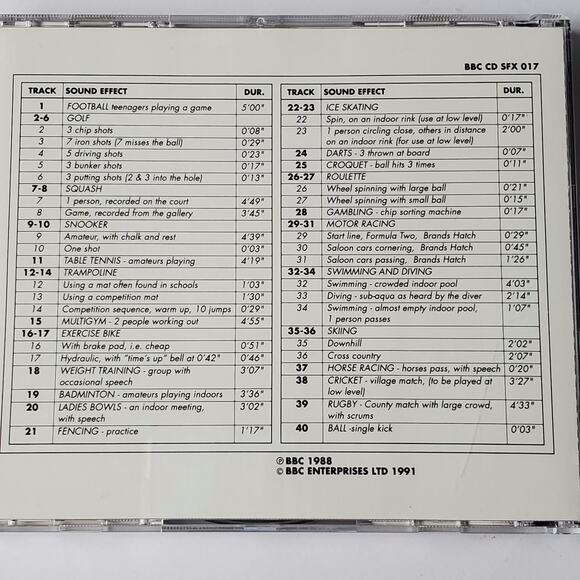 BBC CD SFX 017
TRACK SOUND EFFECT DUR.
1 FOOTBALL teenagers playing a game 5'00"
2-6 GOLF
2 3 chip shots 0'08"
3 7 iron shots (7 misses the ball) 0'29"
4 5 driving shots 0'23"
5 3 bunker shots 0'17"
6 3 putting shots (2 & 3 into the hole) 0'13"
7-8 SQUASH
7 1 person, recorded on the court 4'49"
8 Game, recorded from the gallery 3'45"
9-10 SNOOKER
9 Amateur, with chalk and rest 4'39"
10 One shot 0'03"
11 TABLE TENNIS - amateurs playing 4'19"
12-14 TRAMPOLINE
12 Using a mat often found in schools 1'03"
13 Using a competition mat 1'30"
14 Competition sequence, warm up, 10 jumps 0'29"
15 MULTIGYM - 2 people working out 4'55"
16-17 EXERCISE BIKE
16 With brake pad, i.e. cheap 0'51"
17 Hydraulic, with "time's up" bell at 0'42" 0'46"
18 WEIGHT TRAINING - group with 3'07"
occasional speech
19 BADMINTON - amateurs playing indoors 3'36"
20 LADIES BOWLS - an indoor meeting, 3'02"
with speech
21 FENCING - practice 1'17"
TRACK SOUND EFFECT DUR.
22-23 ICE SKATING
22 Spin, on an indoor rink (use at low level) 0'17"
23 1 person circling close, others in distance 2'00"
on an indoor rink (for use at low level)
24 DARTS - 3 thrown at board 0'07"
25 CROQUET - ball hits 3 times 0'11"
26-27 ROULETTE
26 Wheel spinning with large ball 0'21"
27 Wheel spinning with small ball 0'15"
28 GAMBLING - chip sorting machine 0'17"
29-31 MOTOR RACING
29 Start line, Formula Two, Brands Hatch 0'29"
30 Saloon cars cornering, Brands Hatch 0'45"
31 Saloon cars passing, Brands Hatch 1'26"
32-34 SWIMMING AND DIVING
32 Swimming - crowded indoor pool 4'03"
33 Diving - sub-aqua as heard by the diver 2'14"
34 Swimming - almost empty indoor pool, 1'07"
1 person passes
35-36 SKIING
35 Downhill 2'02"
36 Cross country 2'07"
37 HORSE RACING - horses pass, with speech 0'20"
38 CRICKET - village match, (to be played 3'27"
at low level)
39 RUGBY - County match with large crowd, 4'33"
with scrums
40 BALL -single kick 0'03"
℗ BBC 1988
© BBC ENTERPRISES LTD 1991